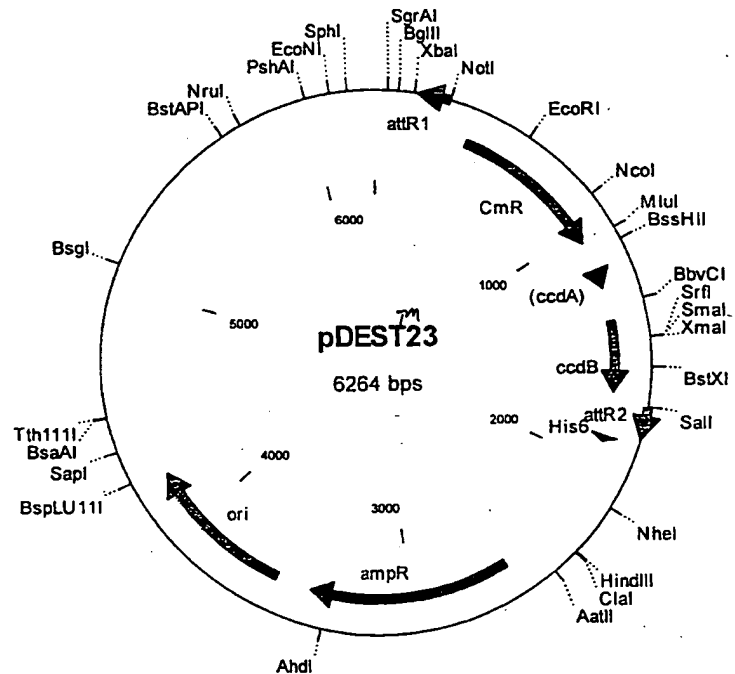 SgrAI
BglII
XbaI
NotI
SphI
EcoNI
PshAI
NruI
BstAPI
EcoRI
attR1
NcoI
CmR
MluI
BssHII
6000
BsgI
1000
(ccdA)
BbvCI
SrfI
SmaI
XmaI
5000
TM
pDEST23
6264 bps
ccdB
BstXI
attR2
SalI
His6
2000
Tth111I
BsaAI
SapI
BspLU11I
4000
ori
3000
NheI
ampR
HindIII
ClaI
AatII
AhdI